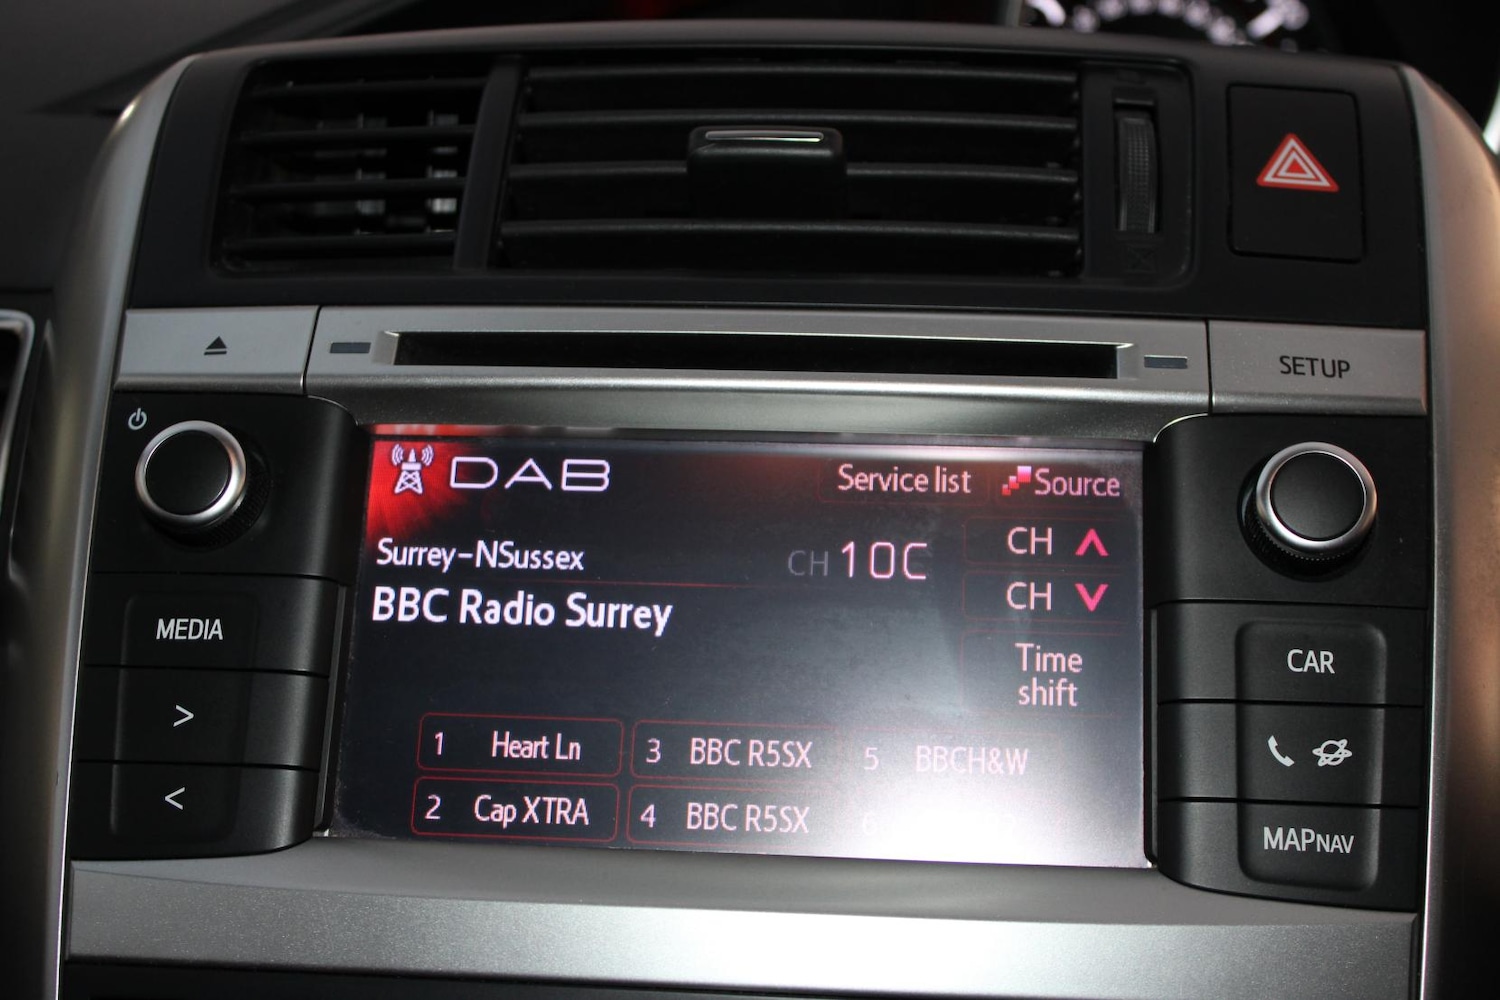 SETUP
DAB
Service list
Source
Surrey-NSussex
CH 10C
CH
BBC Radio Surrey
CH
MEDIA
Time
shift
CAR
>
<
1 Heart Ln
3 BBC R5SX
5 BBCH&W
2 Cap XTRA
4 BBC R5SX
6
MAPNAV